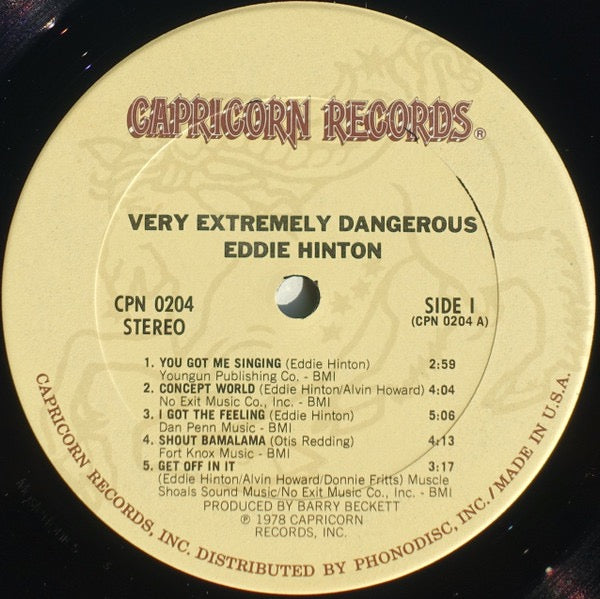 CAPRICORN RECORDS®
VERY EXTREMELY DANGEROUS
EDDIE HINTON
CPN 0204
STEREO
SIDE I
(CPN 0204 A)
1. YOU GOT ME SINGING (Eddie Hinton) 2:59
Youngun Publishing Co. - BMI
2. CONCEPT WORLD (Eddie Hinton/Alvin Howard) 4:04
No Exit Music Co., Inc. - BMI
3. I GOT THE FEELING (Eddie Hinton) 5:06
Dan Penn Music - BMI
4. SHOUT BAMALAMA (Otis Redding) 4:13
Fort Knox Music - BMI
5. GET OFF IN IT 3:17
(Eddie Hinton/Alvin Howard/Donnie Fritts) Muscle
Shoals Sound Music/No Exit Music Co., Inc. - BMI
PRODUCED BY BARRY BECKETT
℗ 1978 CAPRICORN
RECORDS, INC.
CAPRICORN RECORDS, INC. DISTRIBUTED BY PHONODISC, INC./MADE IN U.S.A.